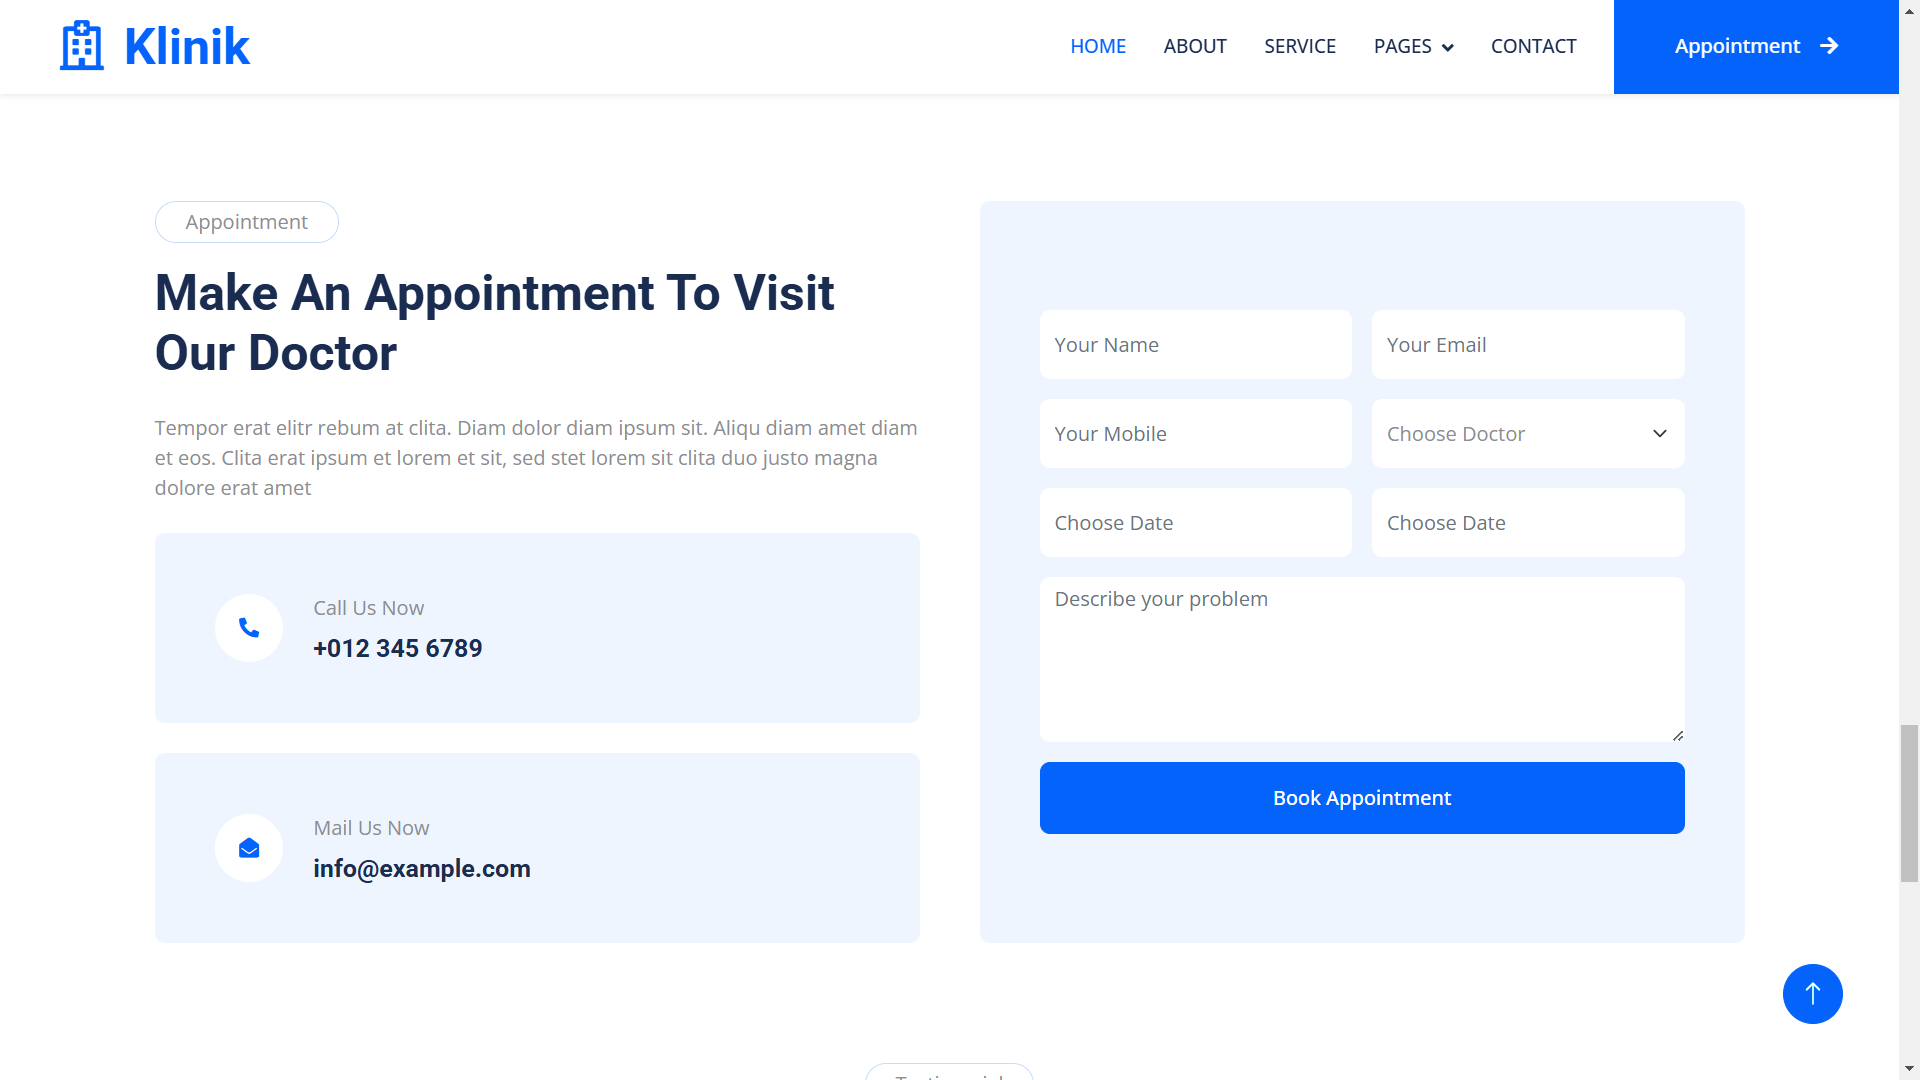 Klinik
HOME
ABOUT
SERVICE
PAGES
CONTACT
Appointment
Appointment
Make An Appointment To Visit
Our Doctor
Tempor erat elitr rebum at clita. Diam dolor diam ipsum sit. Aliqu diam amet diam
et eos. Clita erat ipsum et lorem et sit, sed stet lorem sit clita duo justo magna
dolore erat amet
Call Us Now
+012 345 6789
Mail Us Now
info@example.com
Your Name
Your Email
Your Mobile
Choose Doctor
Choose Date
Choose Date
Describe your problem
Book Appointment